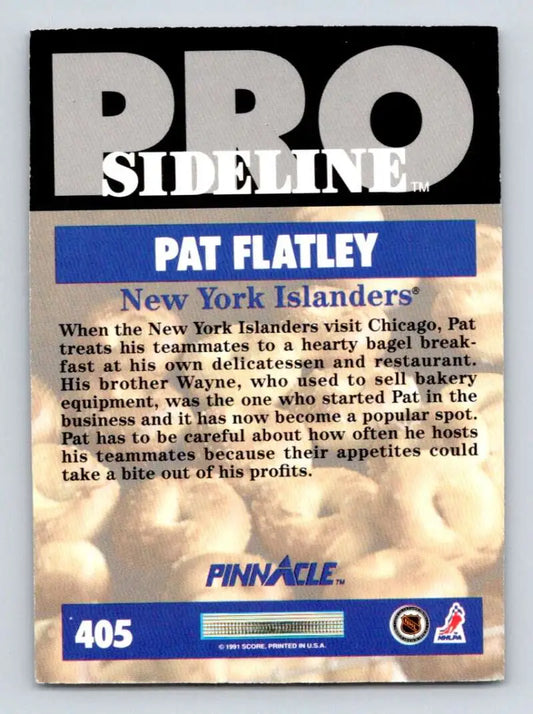 PRO
SIDELINE™
PAT FLATLEY
New York Islanders®
When the New York Islanders visit Chicago, Pat
treats his teammates to a hearty bagel break-
fast at his own delicatessen and restaurant.
His brother Wayne, who used to sell bakery
equipment, was the one who started Pat in the
business and it has now become a popular spot.
Pat has to be careful about how often he hosts
his teammates because their appetites could
take a bite out of his profits.
PINNACLE™
405
© 1991 SCORE, PRINTED IN U.S.A.
NHL
NHLPA